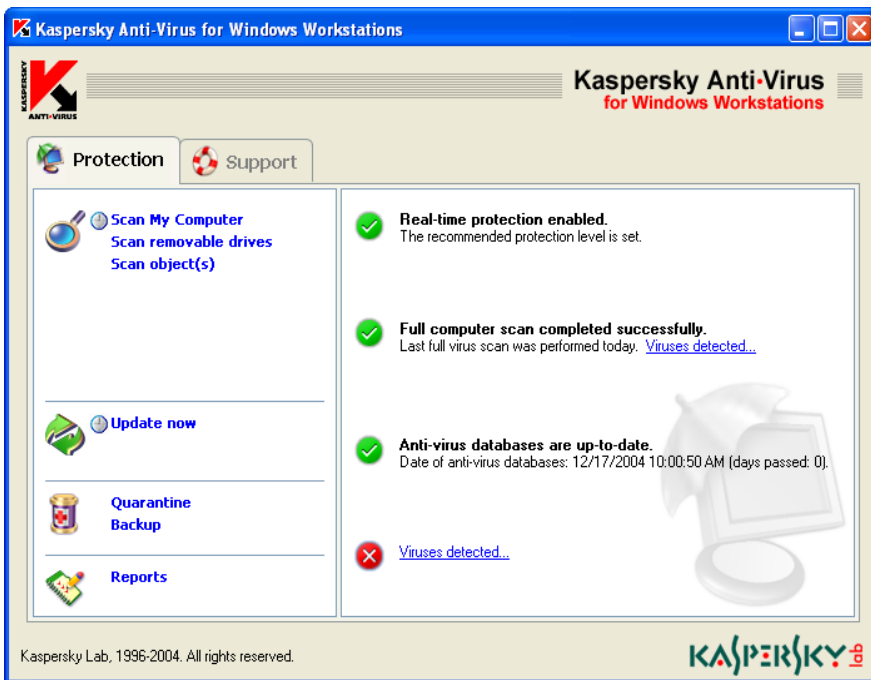 Kaspersky Anti-Virus for Windows Workstations
KASPERSKY
ANTI-VIRUS
Kaspersky Anti·Virus
for Windows Workstations
Protection
Support
Scan My Computer
Scan removable drives
Scan object(s)
Update now
Quarantine
Backup
Reports
Real-time protection enabled.
The recommended protection level is set.
Full computer scan completed successfully.
Last full virus scan was performed today. Viruses detected...
Anti-virus databases are up-to-date.
Date of anti-virus databases: 12/17/2004 10:00:50 AM (days passed: 0).
Viruses detected...
Kaspersky Lab, 1996-2004. All rights reserved.
KASPERSKY lab